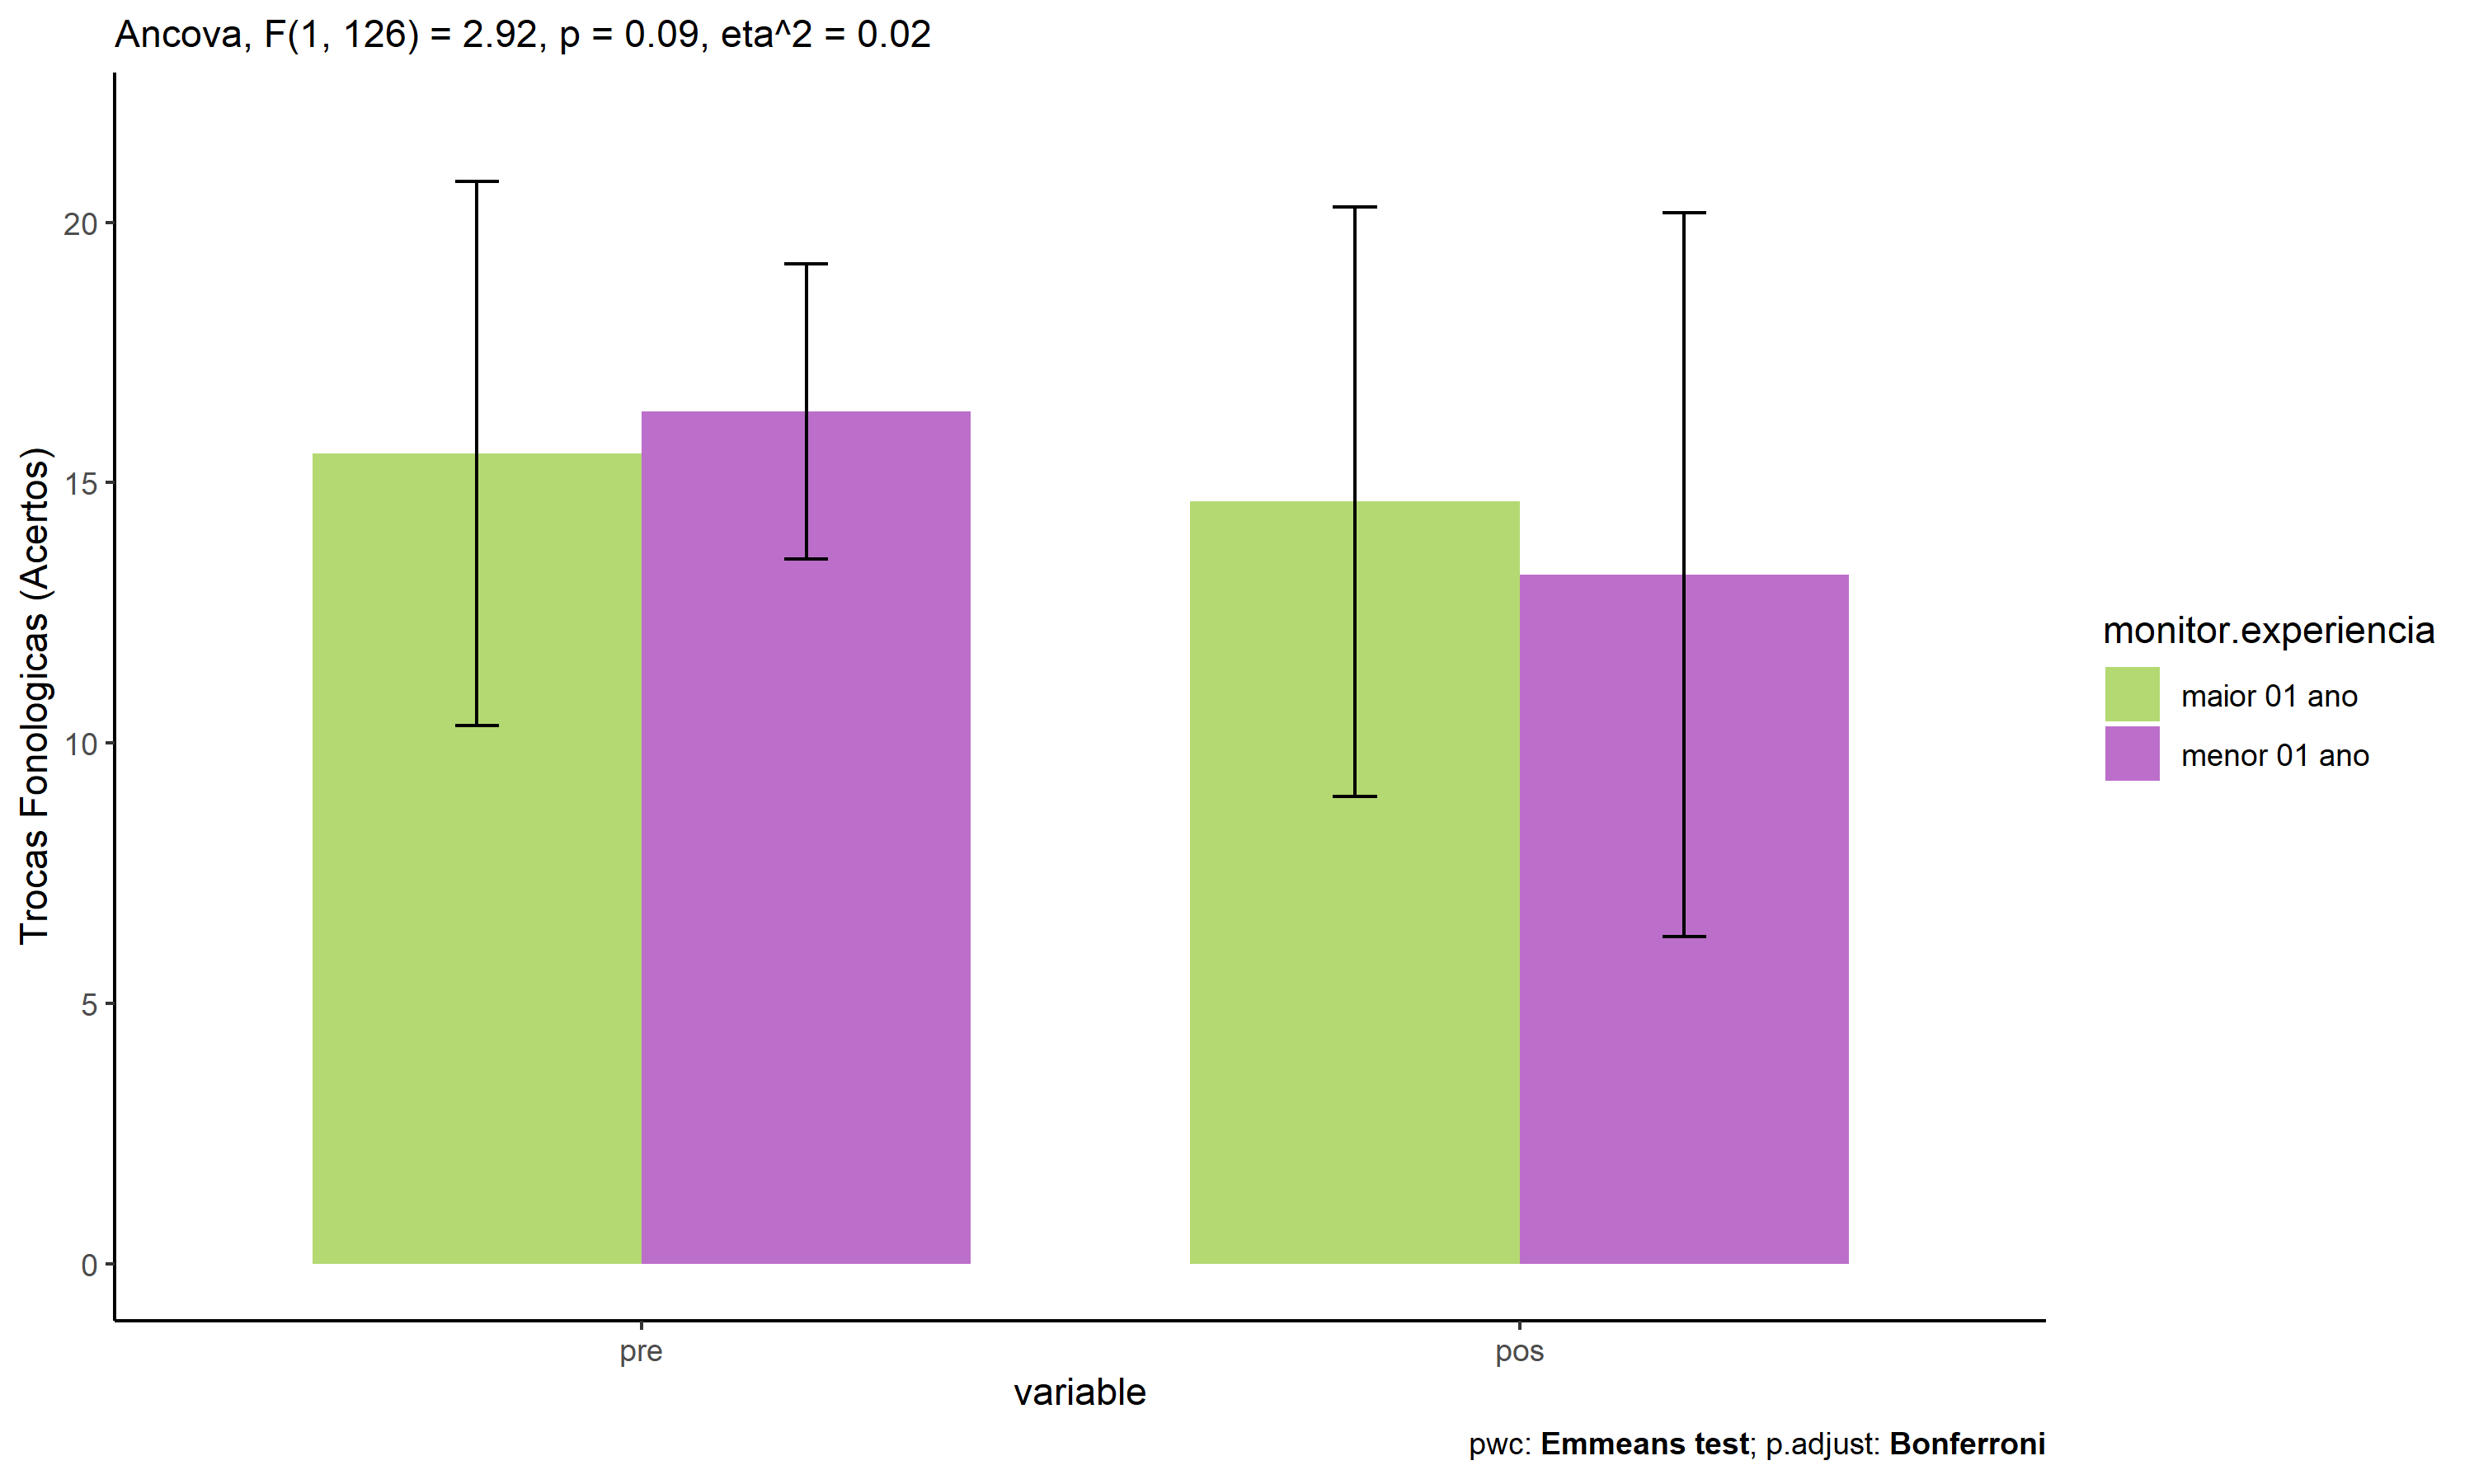 Ancova, F(1, 126) = 2.92, p = 0.09, eta^2 = 0.02
Trocas Fonologicas (Acertos)
20
15
10
5
0
pre
pos
variable
monitor.experiencia
maior 01 ano
menor 01 ano
pwc: Emmeans test; p.adjust: Bonferroni